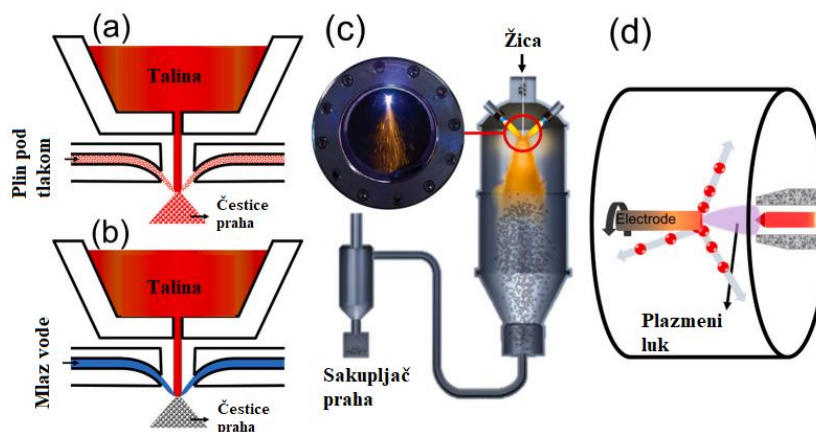 (a)
Talina
Plin pod
tlakom
Čestice
praha
(b)
Talina
Mlaz vode
Čestice
praha
(c)
Žica
Sakupljač
praha
(d)
Electrode
Plazmeni
luk